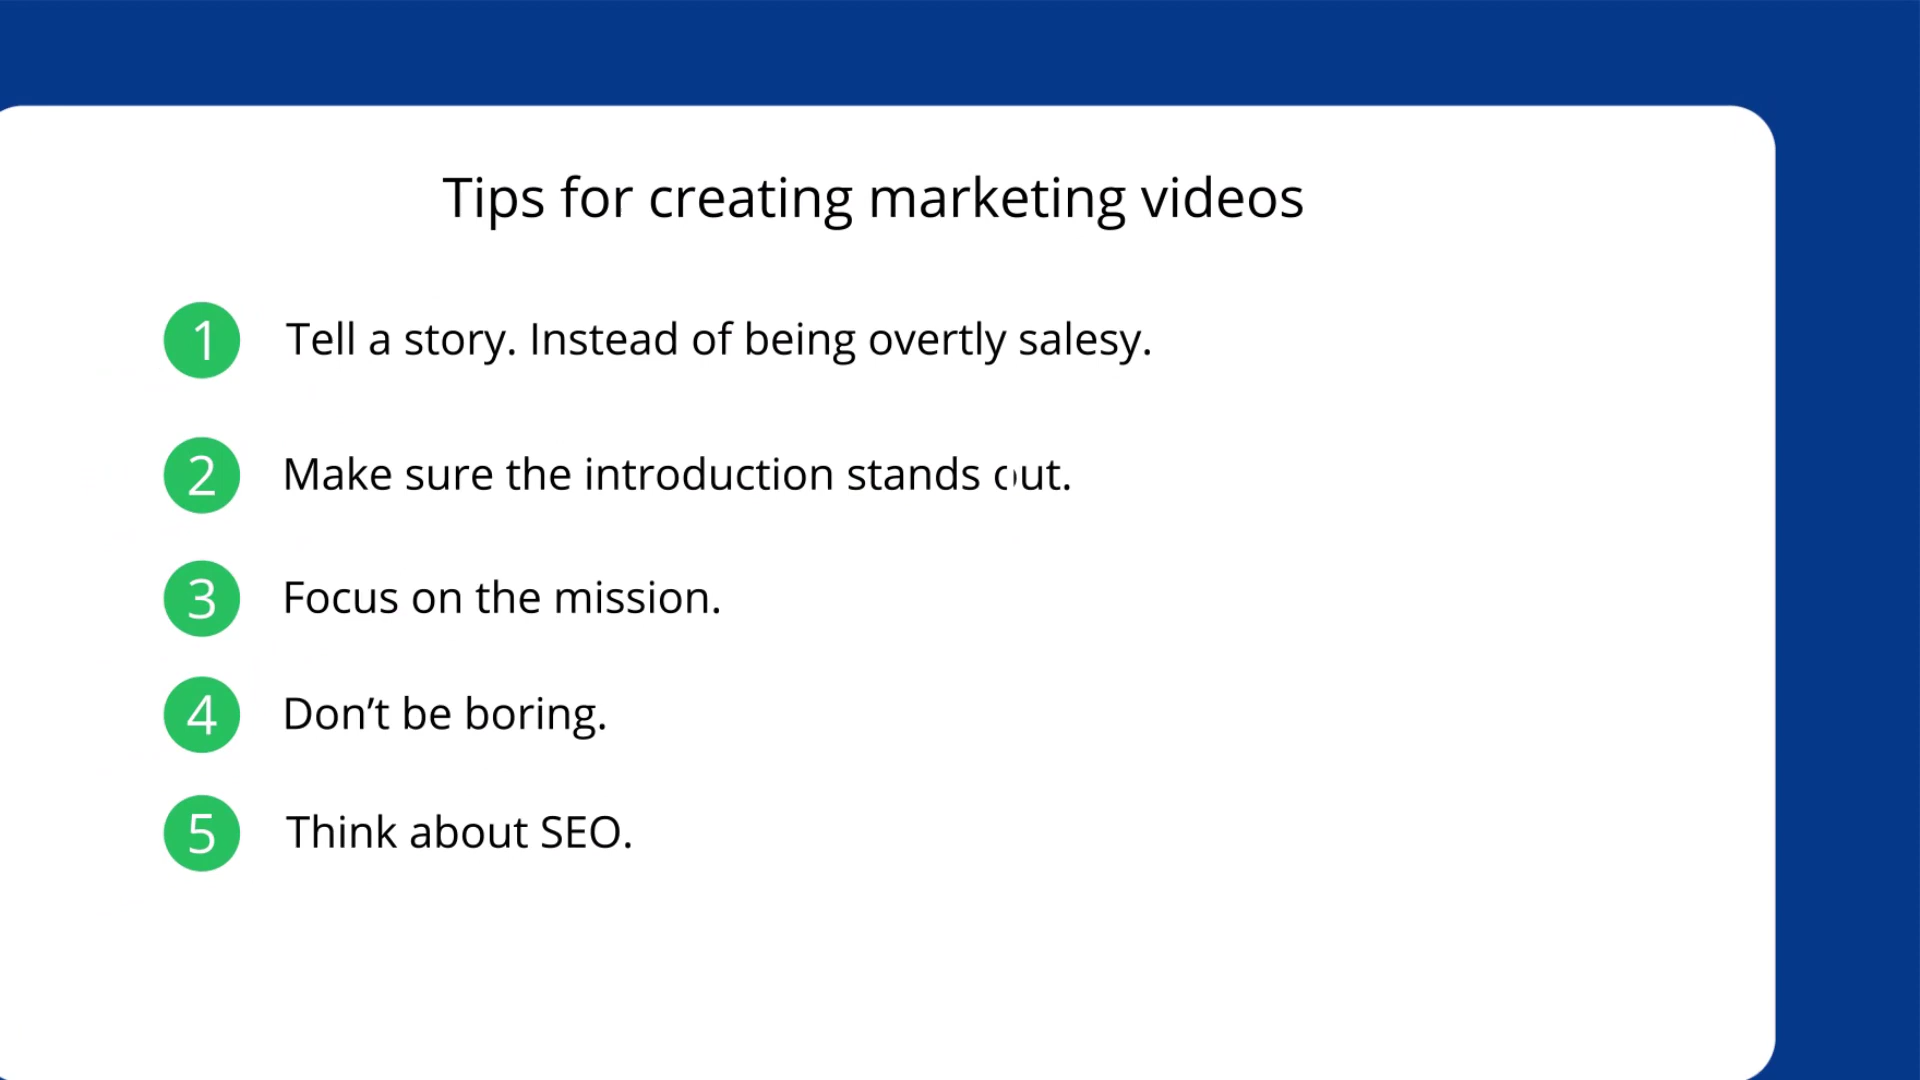 Tips for creating marketing videos
1 Tell a story. Instead of being overtly salesy.
2 Make sure the introduction stands out.
3 Focus on the mission.
4 Don’t be boring.
5 Think about SEO.